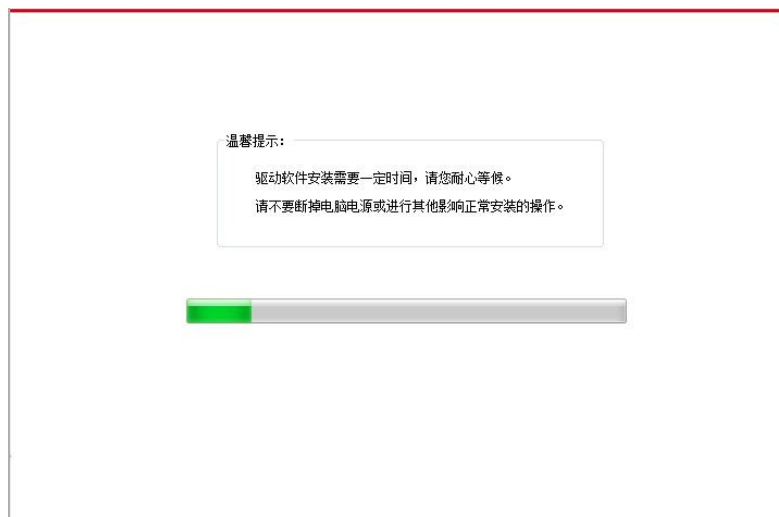 温馨提示：
驱动软件安装需要一定时间，请您耐心等候。
请不要断掉电脑电源或进行其他影响正常安装的操作。